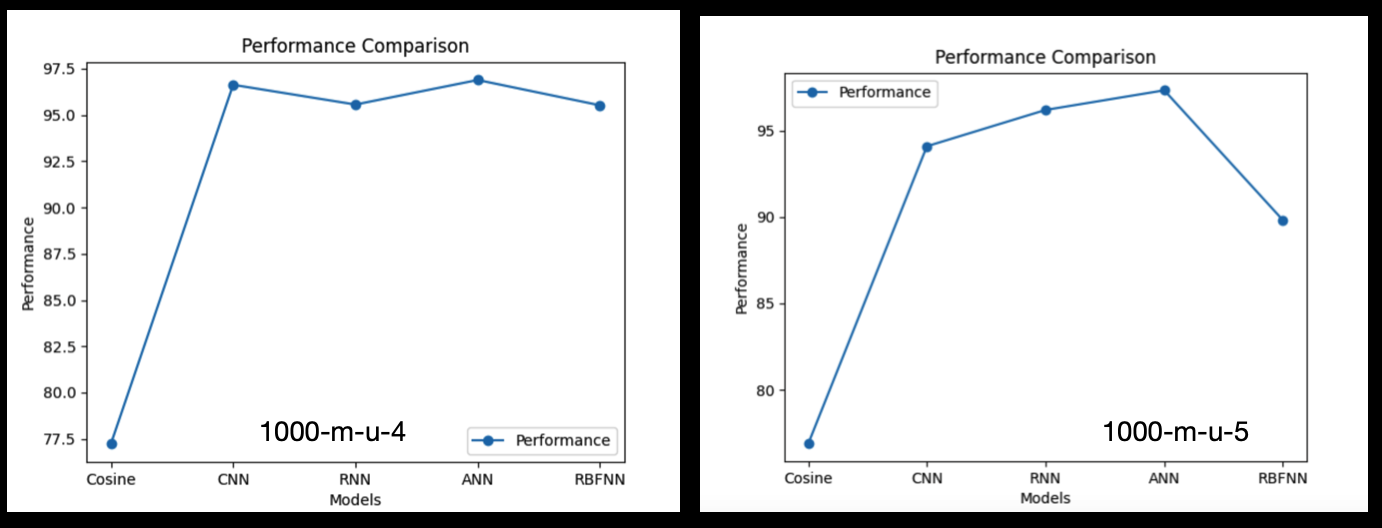 Performance Comparison
97.5
95.0
92.5
90.0
87.5
85.0
82.5
80.0
77.5
Performance
1000-m-u-4
Performance
Cosine CNN RNN ANN RBFNN
Models
Performance Comparison
Performance
95
90
85
80
Performance
1000-m-u-5
Cosine CNN RNN ANN RBFNN
Models